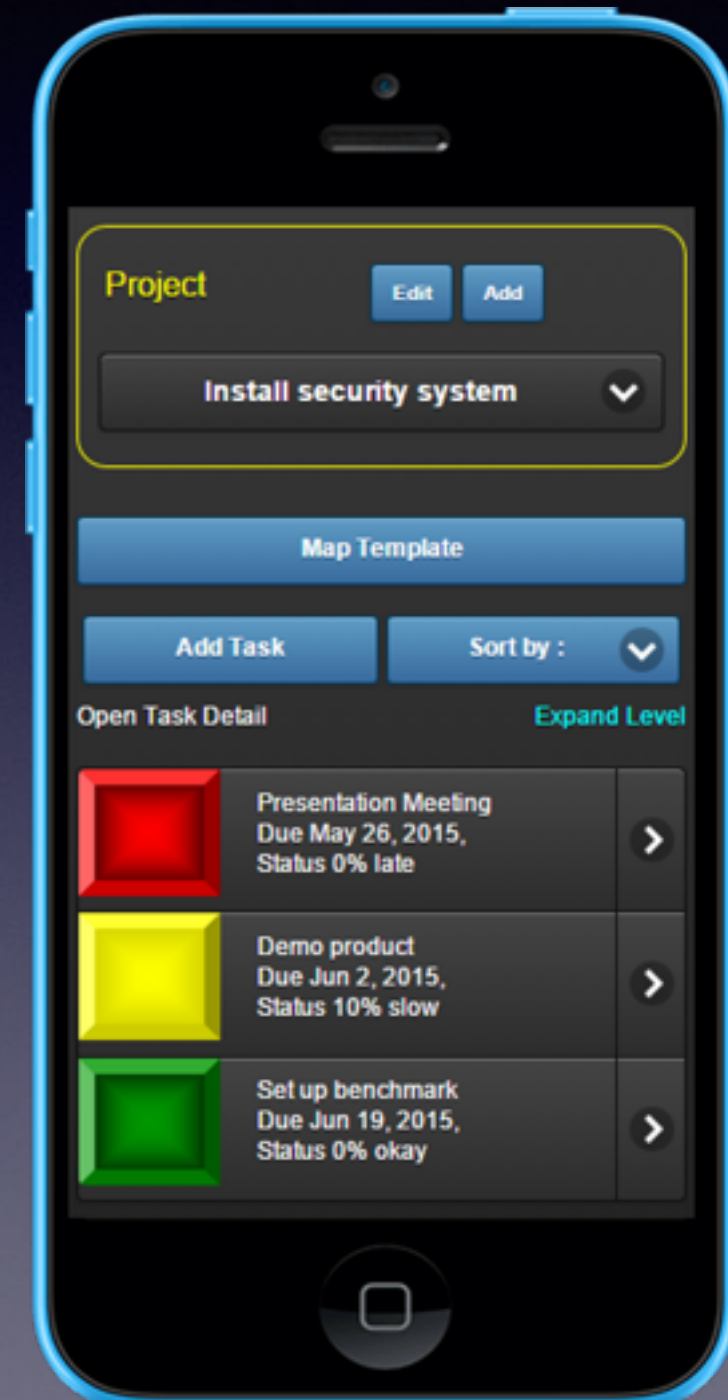 Project
Edit
Add
Install security system
Map Template
Add Task
Sort by :
Open Task Detail
Expand Level
Presentation Meeting
Due May 26, 2015,
Status 0% late
Demo product
Due Jun 2, 2015,
Status 10% slow
Set up benchmark
Due Jun 19, 2015,
Status 0% okay